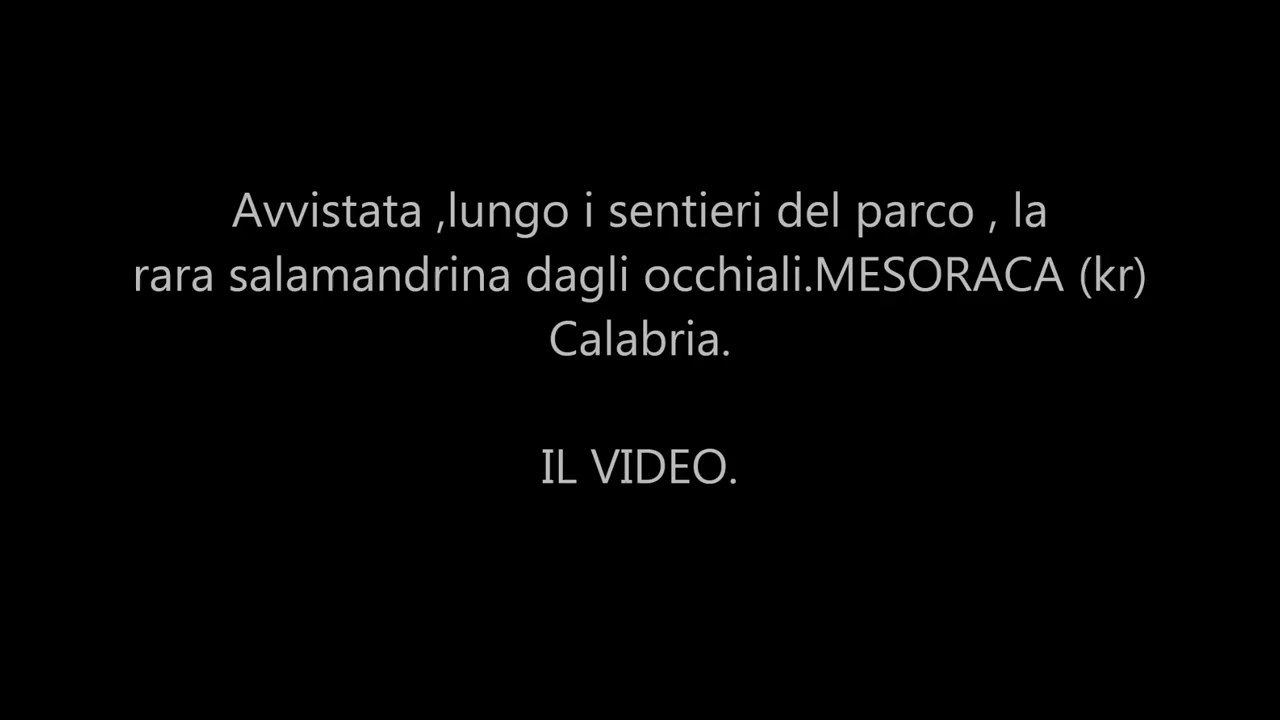 Avvistata ,lungo i sentieri del parco , la
rara salamandrina dagli occhiali.MESORACA (kr)
Calabria.
IL VIDEO.